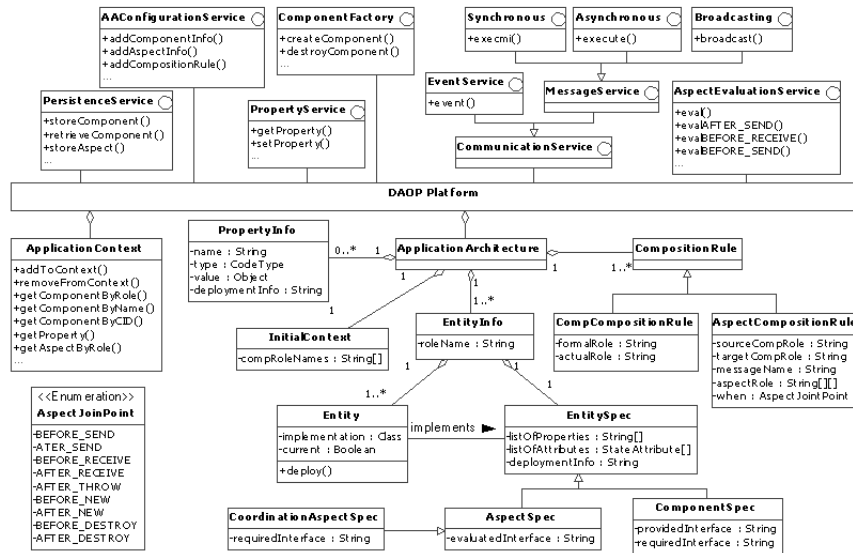 AAConfigurationService
+addComponentInfo()
+addAspectInfo()
+addCompositionRule()
...
ComponentFactory
+createComponent()
+destroyComponent()
...
Synchronous
+execmi()
Asynchronous
+execute()
Broadcasting
+broadcast()
PersistenceService
+storeComponent()
+retrieveComponent()
+storeAspect()
...
PropertyService
+getProperty()
+setProperty()
...
EventService
+event()
MessageService
CommunicationService
AspectEvaluationService
+eval()
+evalAFTER_SEND()
+evalBEFORE_RECEIVE()
+evalBEFORE_SEND()
...
DAOP Platform
ApplicationContext
+addToContext()
+removeFromContext()
+getComponentByRole()
+getComponentByName()
+getComponentByCID()
+getProperty()
+getAspectByRole()
...
PropertyInfo
-name : String
-type : CodeType
-value : Object
-deploymentInfo : String
0..*
1
ApplicationArchitecture
1
1..*
CompositionRule
1
1
1
1..*
InitialContext
-compRoleNames : String[]
EntityInfo
-roleName : String
CompCompositionRule
-formalRole : String
-actualRole : String
AspectCompositionRule
-sourceCompRole : String
-targetCompRole : String
-messageName : String
-aspectRole : String[][]
-when : AspectJointPoint
1
1
1..*
1
<<Enumeration>>
AspectJoinPoint
-BEFORE_SEND
-ATER_SEND
-BEFORE_RECEIVE
-AFTER_RECEIVE
-AFTER_THROW
-BEFORE_NEW
-AFTER_NEW
-BEFORE_DESTROY
-AFTER_DESTROY
Entity
-implementation : Class
-current : Boolean
+deploy()
implements
EntitySpec
-listOfProperties : String[]
-listOfAttributes : StateAttribute[]
-deploymentInfo : String
CoordinationAspectSpec
-requiredInterface : String
AspectSpec
-evaluatedInterface : String
ComponentSpec
-providedInterface : String
-requiredInterface : String